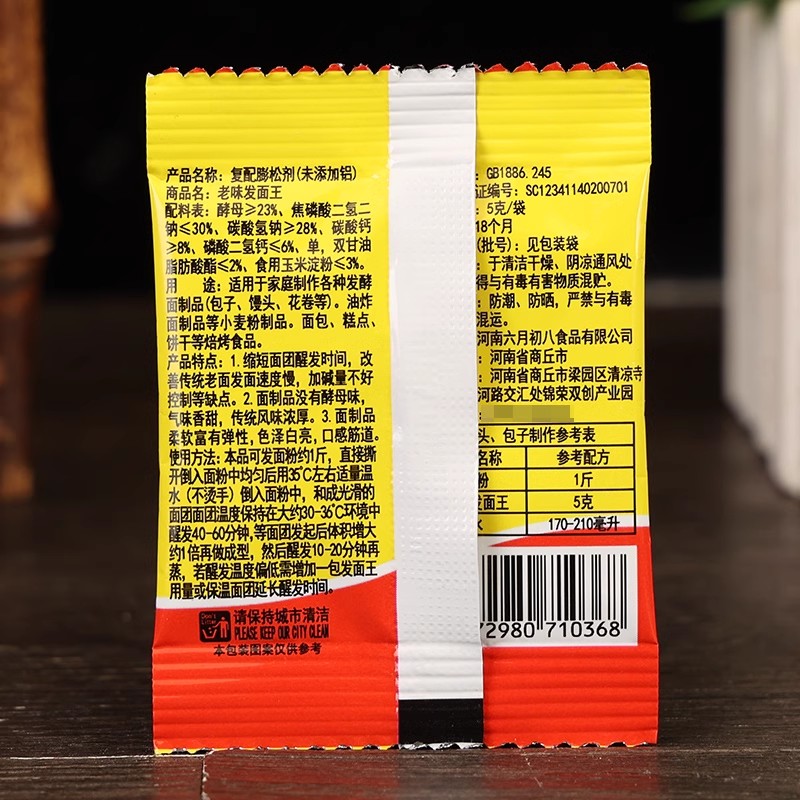 产品名称：复配膨松剂(未添加铝)
商品名：老味发面王
配料表：酵母≥23%、焦磷酸二氢二
钠≤30%、碳酸氢钠≥28%、碳酸钙
≥8%、磷酸二氢钙≤6%、单，双甘油
脂肪酸酯≤2%、食用玉米淀粉≤3%。
用 途：适用于家庭制作各种发酵
面制品(包子、馒头、花卷等)。油炸
面制品等小麦粉制品。面包、糕点、
饼干等焙烤食品。
产品特点：1.缩短面团醒发时间，改
善传统老面发面速度慢，加碱量不好
控制等缺点。2.面制品没有酵母味，
气味香甜，传统风味浓厚。3.面制品
柔软富有弹性，色泽白亮，口感筋道。
使用方法：本品可发面粉约1斤，直接撕
开倒入面粉中均匀后用35℃左右适量温
水（不烫手）倒入面粉中，和成光滑的
面团面团温度保持在大约30-36℃环境中
醒发40-60分钟，等面团发起后体积增大
约1倍再做成型，然后醒发10-20分钟再
蒸，若醒发温度偏低需增加一包发面王
用量或保温面团延长醒发时间。
请保持城市清洁
PLEASE KEEP OUR CITY CLEAN
本包装图案仅供参考
：GB1886.245
证编号：SC12341140200701
：5克/袋
18个月
(批号)：见包装袋
：于清洁干燥、阴凉通风处
得与有毒有害物质混贮。
：防潮、防晒，严禁与有毒
混运。
河南六月初八食品有限公司
：河南省商丘市
：河南省商丘市梁园区清凉寺
河路交汇处锦荣双创产业园
：
头、包子制作参考表
名称 参考配方
粉 1斤
发面王 5克
水 170-210毫升
72980 710368